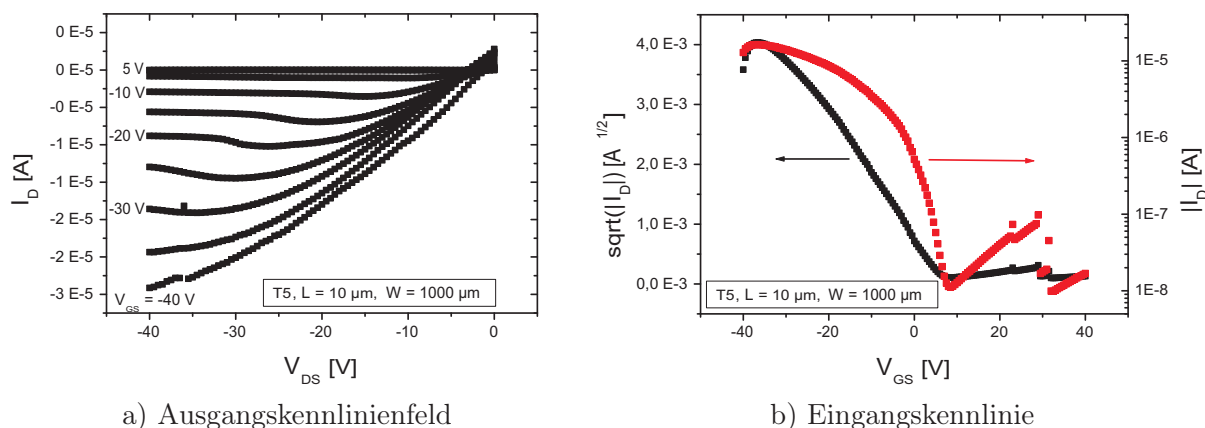 0 E-5
0 E-5
-0 E-5
-1 E-5
-1 E-5
-2 E-5
-3 E-5
I_D [A]
5 V
-10 V
-20 V
-30 V
V_GS = -40 V
T5, L = 10 µm, W = 1000 µm
-40
-30
-20
-10
0
V_DS [V]
a) Ausgangskennlinienfeld
4,0 E-3
3,0 E-3
2,0 E-3
1,0 E-3
0,0 E-3
sqrt(|I_D|) [A^1/2]
1E-5
1E-6
1E-7
1E-8
|I_D| [A]
T5, L = 10 µm, W = 1000 µm
-40
-20
0
20
40
V_GS [V]
b) Eingangskennlinie